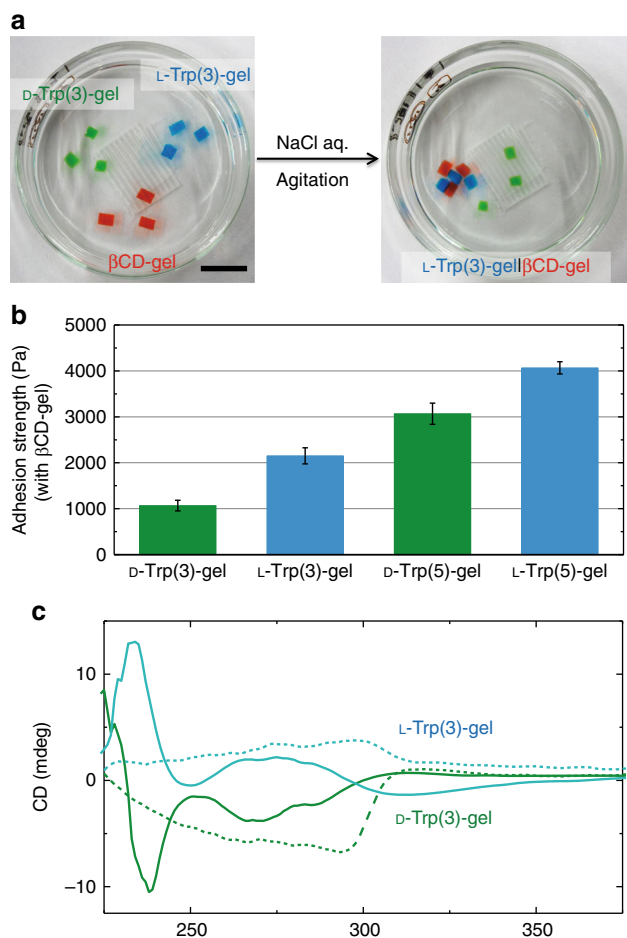 a
D-Trp(3)-gel
L-Trp(3)-gel
βCD-gel
NaCl aq.
Agitation
L-Trp(3)-gel|βCD-gel
b
Adhesion strength (Pa)
(with βCD-gel)
5000
4000
3000
2000
1000
0
D-Trp(3)-gel
L-Trp(3)-gel
D-Trp(5)-gel
L-Trp(5)-gel
c
CD (mdeg)
10
0
−10
L-Trp(3)-gel
D-Trp(3)-gel
250
300
350